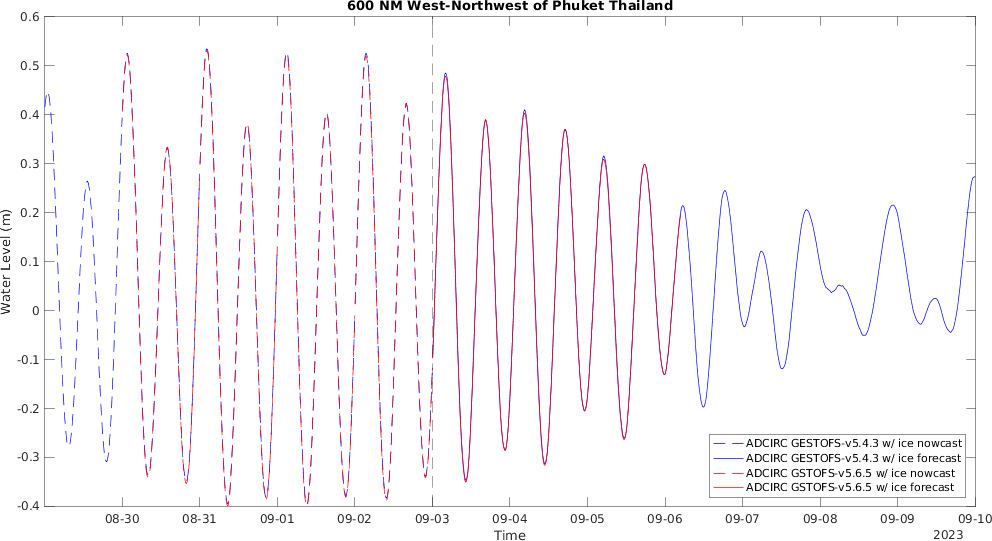 600 NM West-Northwest of Phuket Thailand
0.6
0.5
0.4
0.3
0.2
0.1
0
-0.1
-0.2
-0.3
-0.4
Water Level (m)
ADCIRC GESTOFS-v5.4.3 w/ ice nowcast
ADCIRC GESTOFS-v5.4.3 w/ ice forecast
ADCIRC GSTOFS-v5.6.5 w/ ice nowcast
ADCIRC GSTOFS-v5.6.5 w/ ice forecast
08-30 08-31 09-01 09-02 09-03 09-04 09-05 09-06 09-07 09-08 09-09 09-10
Time
2023